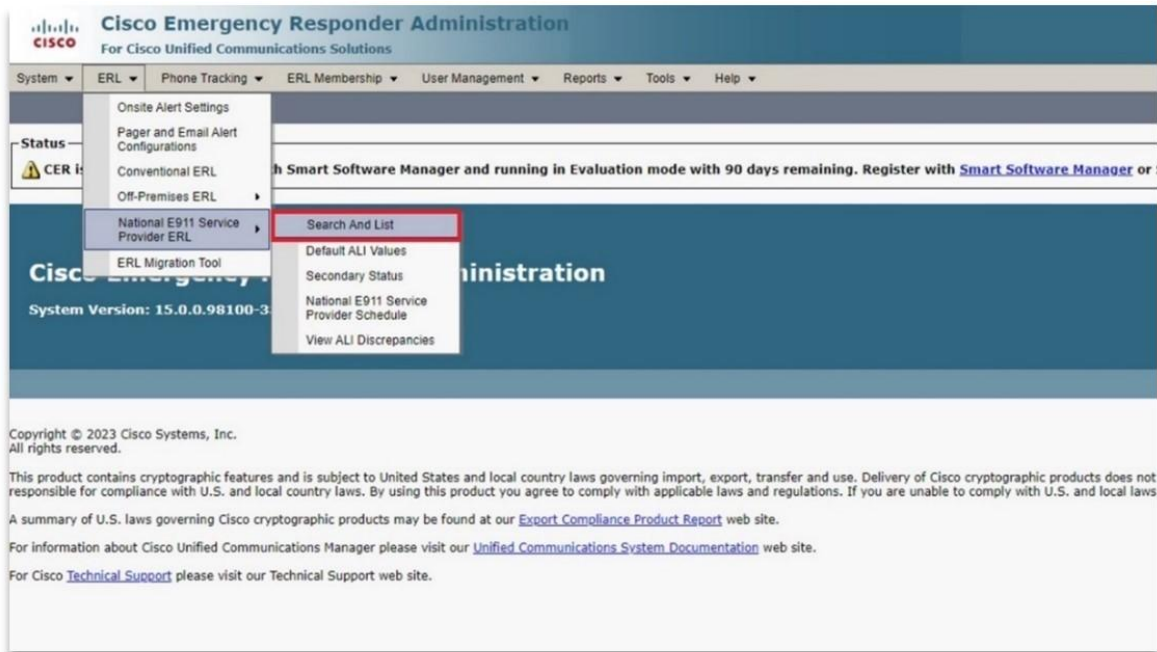 CISCO
Cisco Emergency Responder Administration
For Cisco Unified Communications Solutions
System
ERL
Phone Tracking
ERL Membership
User Management
Reports
Tools
Help
Onsite Alert Settings
Pager and Email Alert
Configurations
Conventional ERL
Off-Premises ERL
National E911 Service
Provider ERL
ERL Migration Tool
Search And List
Default ALI Values
Secondary Status
National E911 Service
Provider Schedule
View ALI Discrepancies
Status
CER h Smart Software Manager and running in Evaluation mode with 90 days remaining. Register with Smart Software Manager or
inistration
System Version: 15.0.0.98100-3
Copyright © 2023 Cisco Systems, Inc.
All rights reserved.
This product contains cryptographic features and is subject to United States and local country laws governing import, export, transfer and use. Delivery of Cisco cryptographic products does not
responsible for compliance with U.S. and local country laws. By using this product you agree to comply with applicable laws and regulations. If you are unable to comply with U.S. and local laws
A summary of U.S. laws governing Cisco cryptographic products may be found at our Export Compliance Product Report web site.
For information about Cisco Unified Communications Manager please visit our Unified Communications System Documentation web site.
For Cisco Technical Support please visit our Technical Support web site.